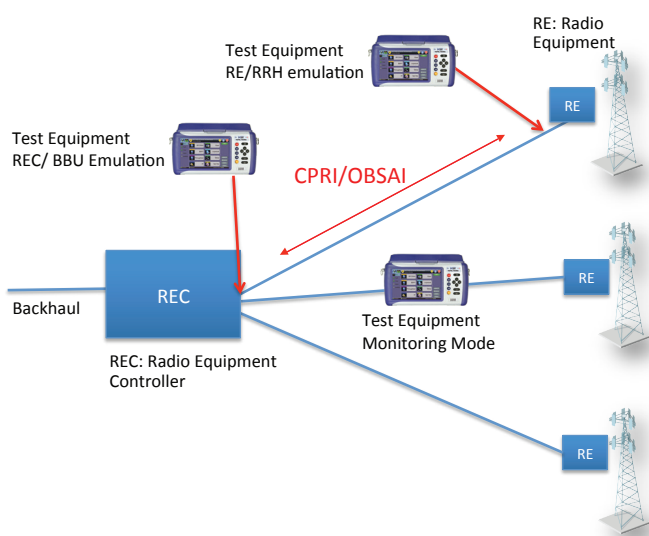 Test Equipment
RE/RRH emulation
RE: Radio
Equipment
RE
Test Equipment
REC/ BBU Emulation
CPRI/OBSAI
REC
Backhaul
RE
Test Equipment
Monitoring Mode
REC: Radio Equipment
Controller
RE